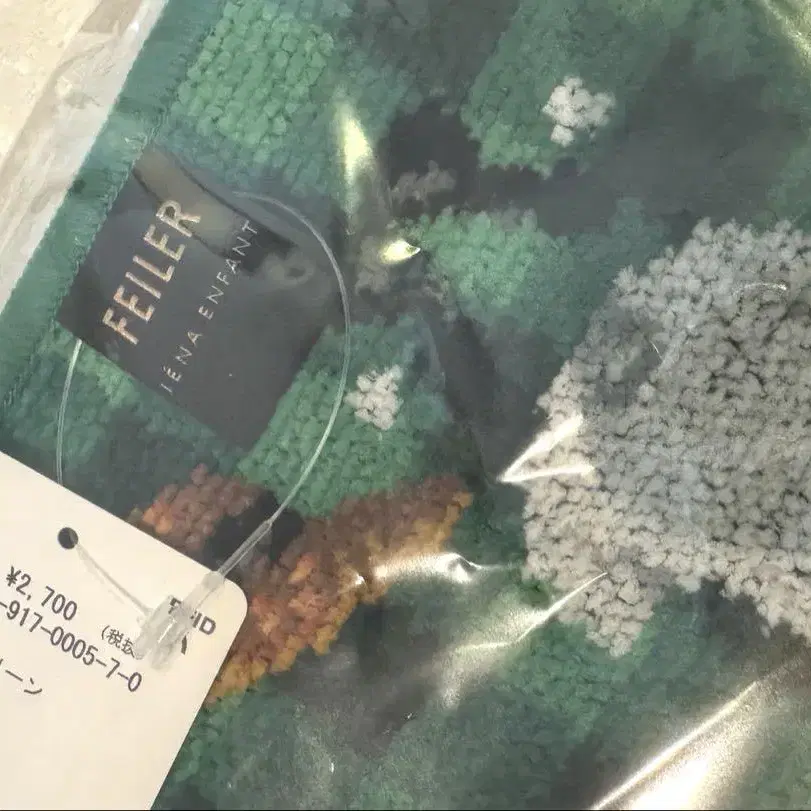 FEILER
IÉNA ENFANT
¥2,700
(税抜
-917-0005-7-0
ーン